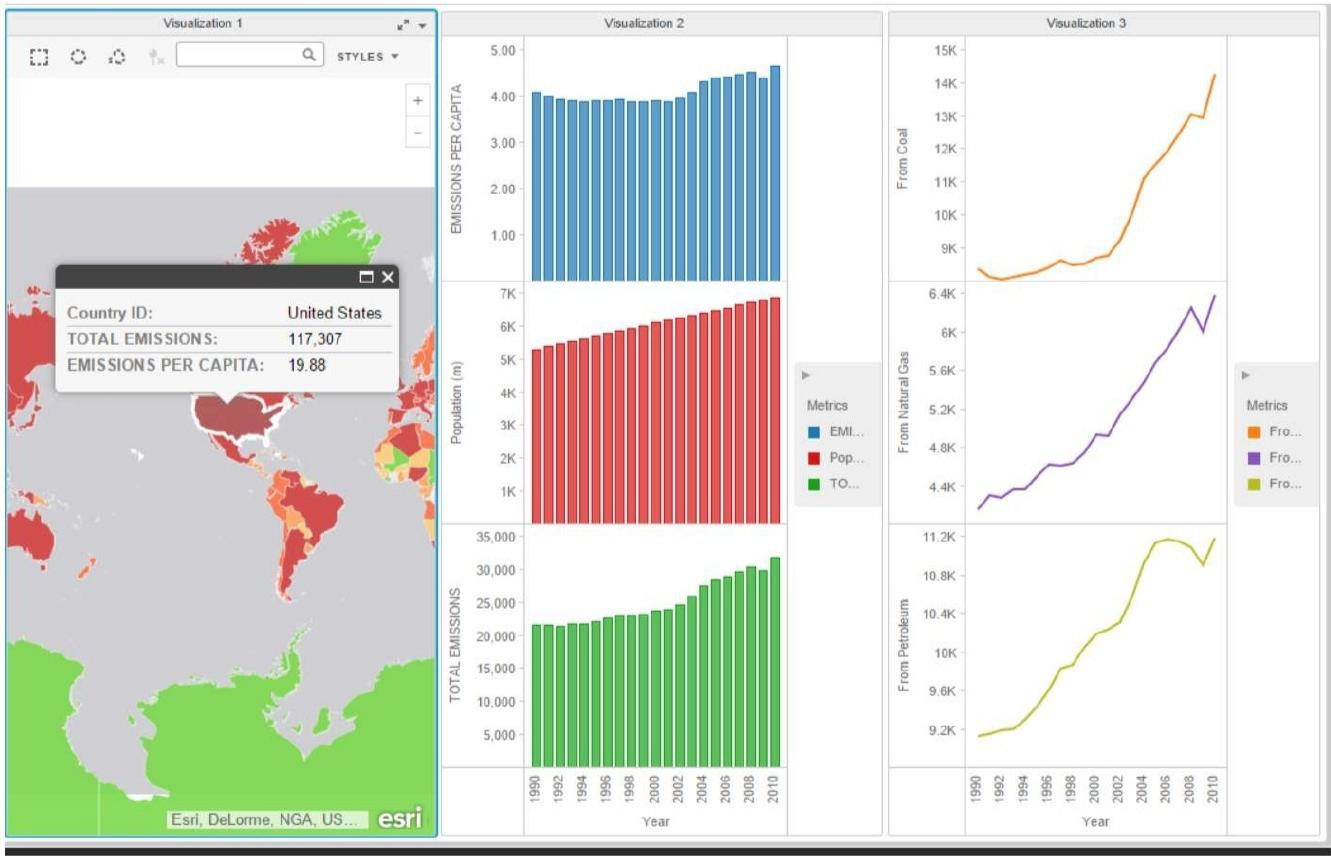 Visualization 1
STYLES
+
−
Country ID: United States
TOTAL EMISSIONS: 117,307
EMISSIONS PER CAPITA: 19.88
Esri, DeLorme, NGA, US... esri
Visualization 2
EMISSIONS PER CAPITA
5.00
4.00
3.00
2.00
1.00
Population (m)
7K
6K
5K
4K
3K
2K
1K
TOTAL EMISSIONS
35,000
30,000
25,000
20,000
15,000
10,000
5,000
1990 1992 1994 1996 1998 2000 2002 2004 2006 2008 2010
Year
Metrics
EMI...
Pop...
TO...
Visualization 3
From Coal
15K
14K
13K
12K
11K
10K
9K
From Natural Gas
6.4K
6K
5.6K
5.2K
4.8K
4.4K
From Petroleum
11.2K
10.8K
10.4K
10K
9.6K
9.2K
1990 1992 1994 1996 1998 2000 2002 2004 2006 2008 2010
Year
Metrics
Fro...
Fro...
Fro...